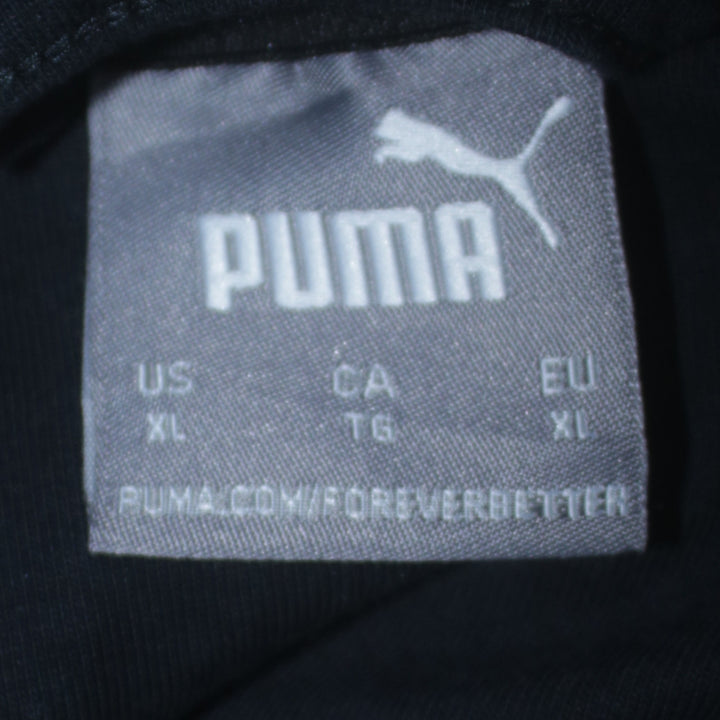 PUMA
US CA EU
XL TG XL
PUMA.COM/FOREVERBETTER